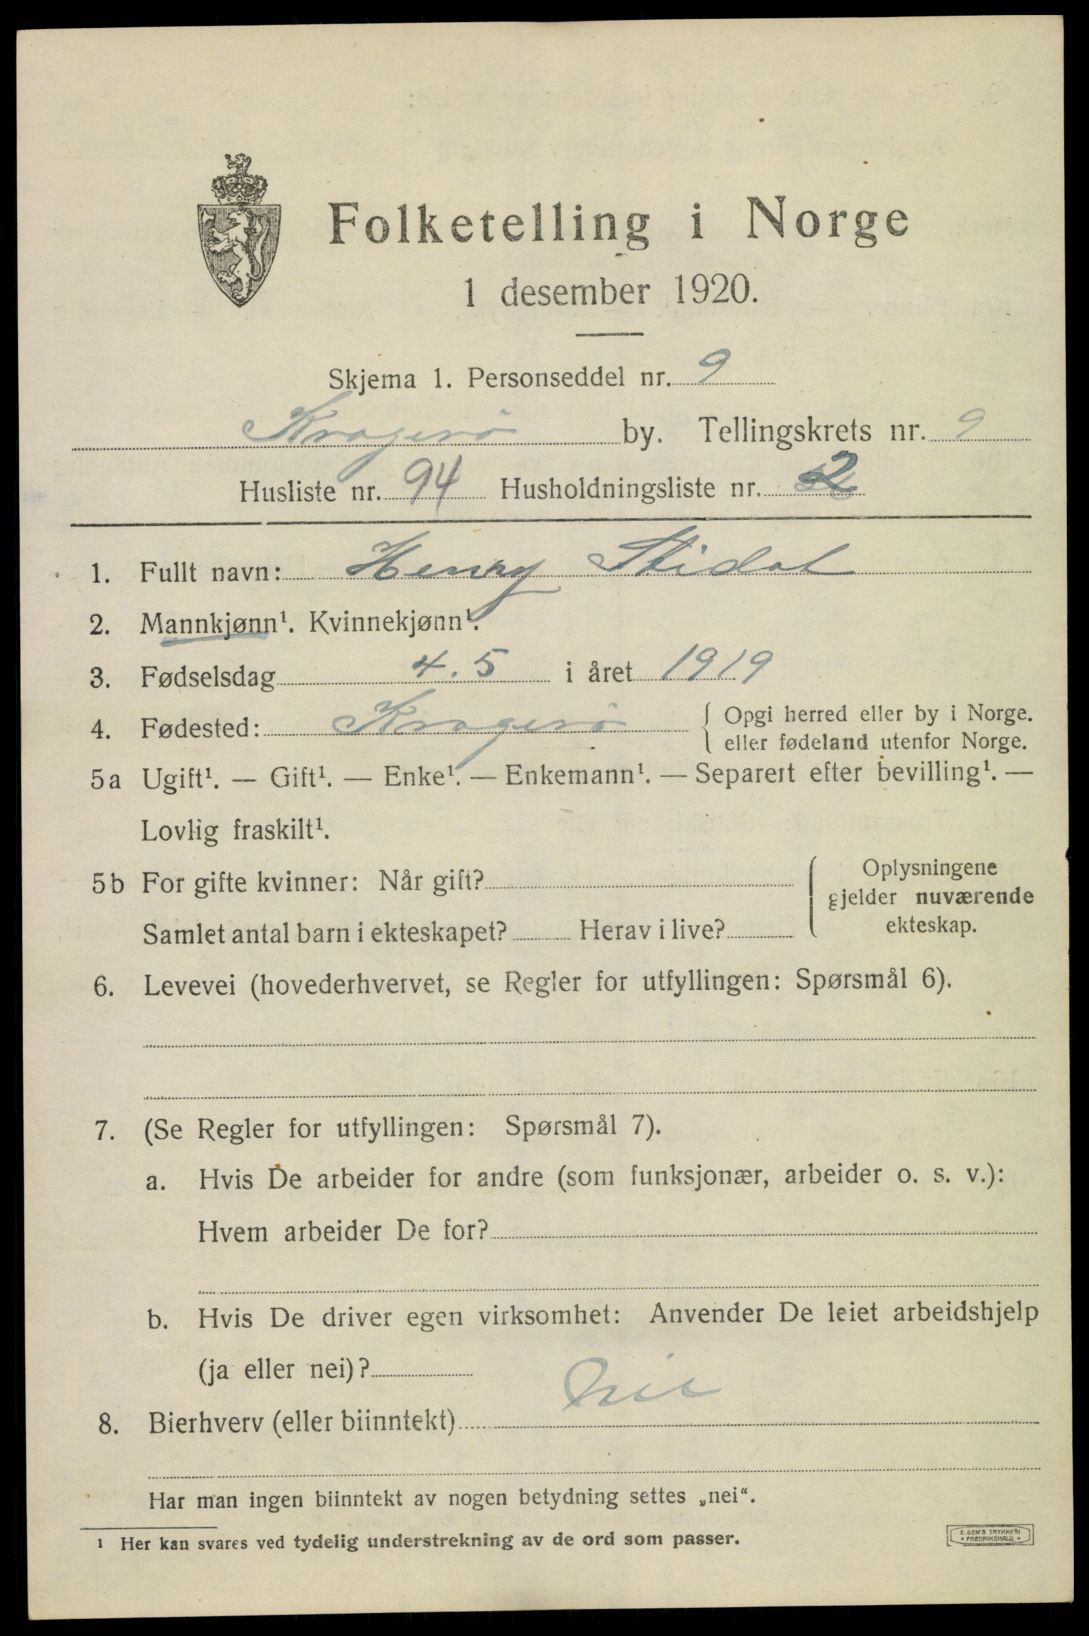 Folketelling i Norge
1 desember 1920.
Skjema 1. Personseddel nr. 9
Kragerø by. Tellingskrets nr. 9
Husliste nr. 94 Husholdningsliste nr. 2
1. Fullt navn: Henry Stidal
2. Mannkjønn¹. Kvinnekjønn¹.
3. Fødselsdag 4.5 i året 1919
4. Fødested: Kragerø { Opgi herred eller by i Norge.
eller fødeland utenfor Norge.
5a Ugift¹. — Gift¹. — Enke¹. — Enkemann¹. — Separert efter bevilling¹. —
Lovlig fraskilt¹.
5b For gifte kvinner: Når gift?
Samlet antal barn i ekteskapet? Herav i live?
{ Oplysningene
gjelder nuværende
ekteskap.
6. Levevei (hovederhvervet, se Regler for utfyllingen: Spørsmål 6).
7. (Se Regler for utfyllingen: Spørsmål 7).
a. Hvis De arbeider for andre (som funksjonær, arbeider o. s. v.):
Hvem arbeider De for?
b. Hvis De driver egen virksomhet: Anvender De leiet arbeidshjelp
(ja eller nei)?
8. Bierhverv (eller biinntekt) nei
Har man ingen biinntekt av nogen betydning settes „nei“.
¹ Her kan svares ved tydelig understrekning av de ord som passer.
E. SEM'S TRYKKERI
* FREDRIKSHALD *